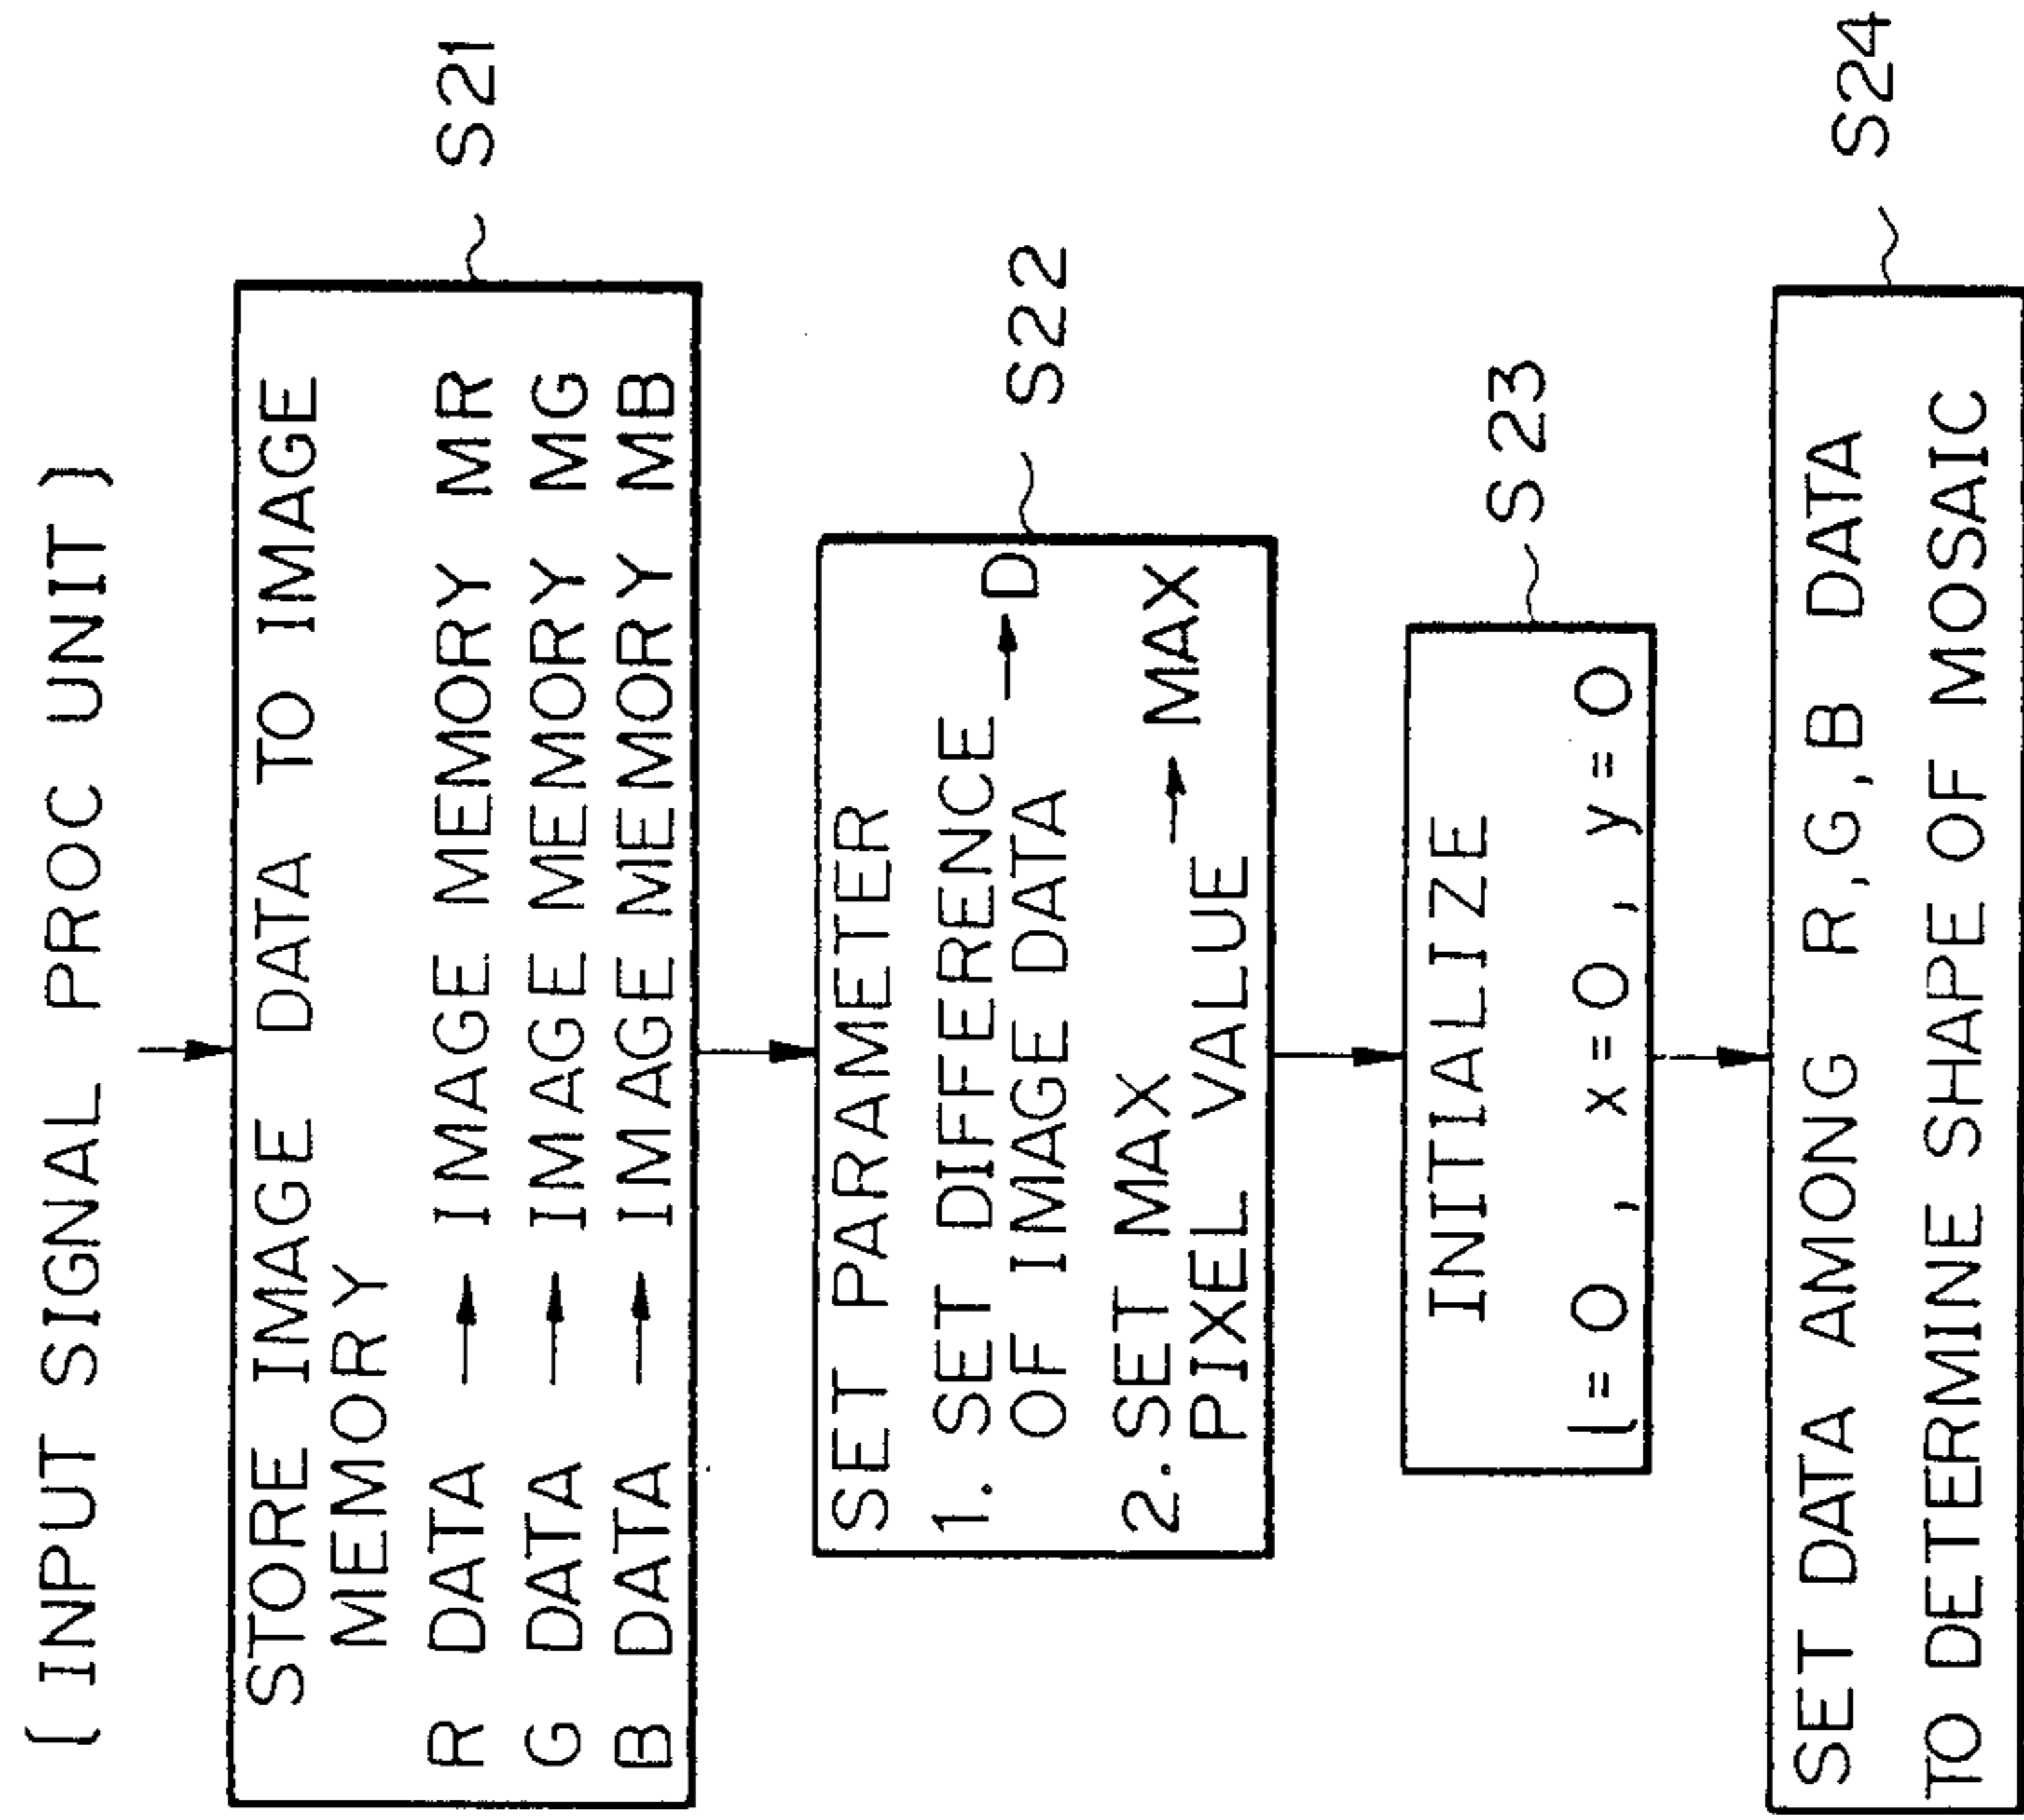 ( INPUT SIGNAL PROC UNIT )
STORE IMAGE DATA TO IMAGE
MEMORY
R DATA → IMAGE MEMORY MR
G DATA → IMAGE MEMORY MG
B DATA → IMAGE MEMORY MB
S21
SET PARAMETER
1. SET DIFFERENCE → D
OF IMAGE DATA
2. SET MAX
PIXEL VALUE → MAX
S22
INITIALIZE
l=0 , x=0 , y=0
S23
SET DATA AMONG R,G,B DATA
TO DETERMINE SHAPE OF MOSAIC
S24